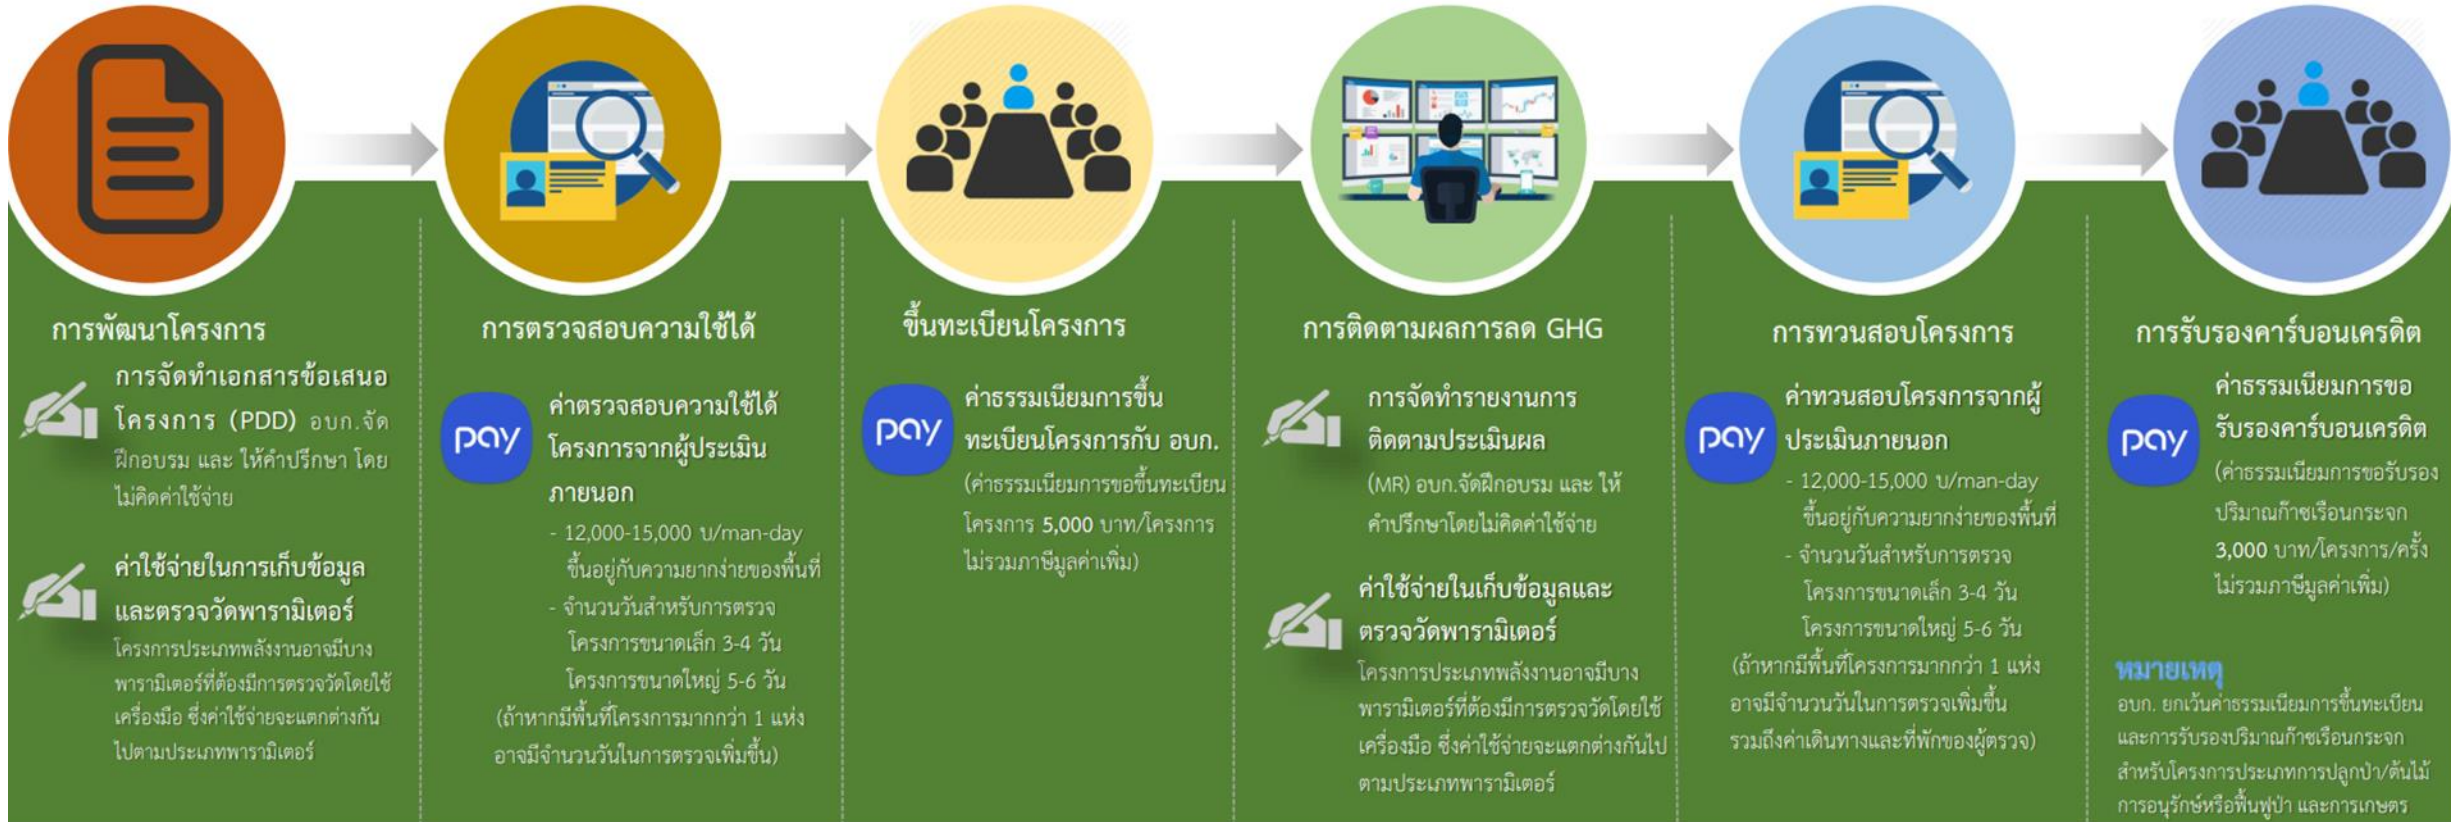 การพัฒนาโครงการ
การจัดทำเอกสารข้อเสนอ
โครงการ (PDD) อบก.จัด
ฝึกอบรม และ ให้คำปรึกษา โดย
ไม่คิดค่าใช้จ่าย
ค่าใช้จ่ายในการเก็บข้อมูล
และตรวจวัดพารามิเตอร์
โครงการประเภทพลังงานอาจมีบาง
พารามิเตอร์ที่ต้องมีการตรวจวัดโดยใช้
เครื่องมือ ซึ่งค่าใช้จ่ายจะแตกต่างกัน
ไปตามประเภทพารามิเตอร์
การตรวจสอบความใช้ได้
pay
ค่าตรวจสอบความใช้ได้
โครงการจากผู้ประเมิน
ภายนอก
- 12,000-15,000 บ/man-day
ขึ้นอยู่กับความยากง่ายของพื้นที่
- จำนวนวันสำหรับการตรวจ
โครงการขนาดเล็ก 3-4 วัน
โครงการขนาดใหญ่ 5-6 วัน
(ถ้าหากมีพื้นที่โครงการมากกว่า 1 แห่ง
อาจมีจำนวนวันในการตรวจเพิ่มขึ้น)
ขึ้นทะเบียนโครงการ
pay
ค่าธรรมเนียมการขึ้น
ทะเบียนโครงการกับ อบก.
(ค่าธรรมเนียมการขอขึ้นทะเบียน
โครงการ 5,000 บาท/โครงการ
ไม่รวมภาษีมูลค่าเพิ่ม)
การติดตามผลการลด GHG
การจัดทำรายงานการ
ติดตามประเมินผล
(MR) อบก.จัดฝึกอบรม และ ให้
คำปรึกษาโดยไม่คิดค่าใช้จ่าย
ค่าใช้จ่ายในเก็บข้อมูลและ
ตรวจวัดพารามิเตอร์
โครงการประเภทพลังงานอาจมีบาง
พารามิเตอร์ที่ต้องมีการตรวจวัดโดยใช้
เครื่องมือ ซึ่งค่าใช้จ่ายจะแตกต่างกันไป
ตามประเภทพารามิเตอร์
การทวนสอบโครงการ
pay
ค่าทวนสอบโครงการจากผู้
ประเมินภายนอก
- 12,000-15,000 บ/man-day
ขึ้นอยู่กับความยากง่ายของพื้นที่
- จำนวนวันสำหรับการตรวจ
โครงการขนาดเล็ก 3-4 วัน
โครงการขนาดใหญ่ 5-6 วัน
(ถ้าหากมีพื้นที่โครงการมากกว่า 1 แห่ง
อาจมีจำนวนวันในการตรวจเพิ่มขึ้น
รวมถึงค่าเดินทางและที่พักของผู้ตรวจ)
การรับรองคาร์บอนเครดิต
pay
ค่าธรรมเนียมการขอ
รับรองคาร์บอนเครดิต
(ค่าธรรมเนียมการขอรับรอง
ปริมาณก๊าซเรือนกระจก
3,000 บาท/โครงการ/ครั้ง
ไม่รวมภาษีมูลค่าเพิ่ม)
หมายเหตุ
อบก. ยกเว้นค่าธรรมเนียมการขึ้นทะเบียน
และการรับรองปริมาณก๊าซเรือนกระจก
สำหรับโครงการประเภทการปลูกป่า/ต้นไม้
การอนุรักษ์หรือฟื้นฟูป่า และการเกษตร